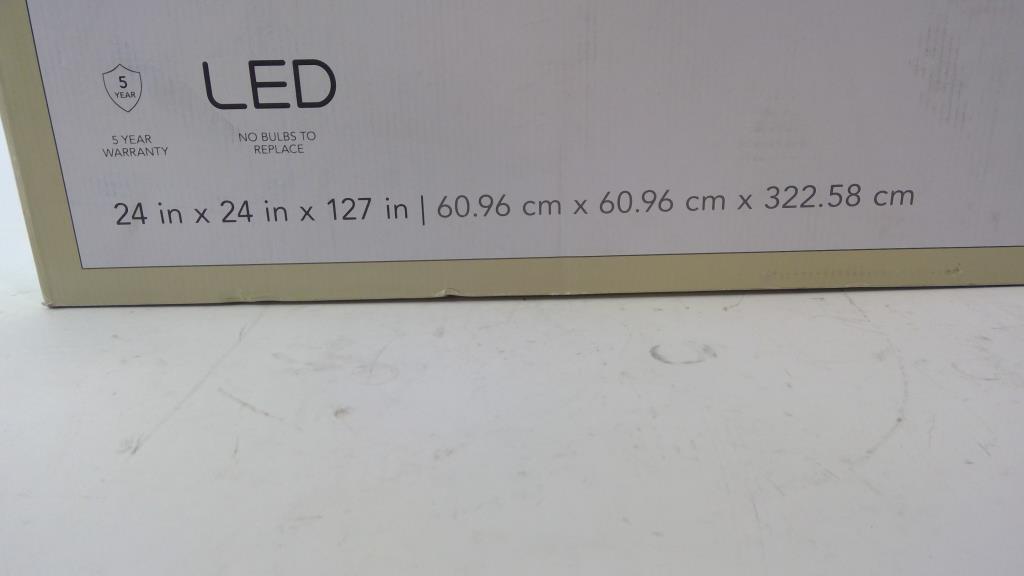 5
YEAR
5 YEAR
WARRANTY
LED
NO BULBS TO
REPLACE
24 in x 24 in x 127 in | 60.96 cm x 60.96 cm x 322.58 cm